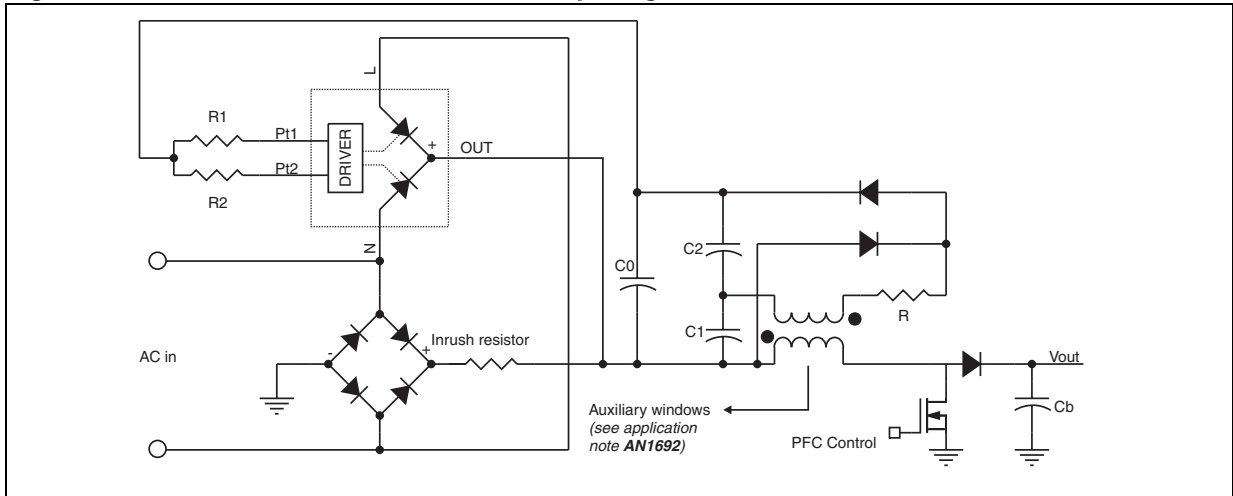 L
R1
Pt1
DRIVER
+
OUT
Pt2
R2
N
C2
C0
R
C1
AC in
-
+
Inrush resistor
Vout
Auxiliary windows
(see application
note AN1692)
PFC Control
Cb